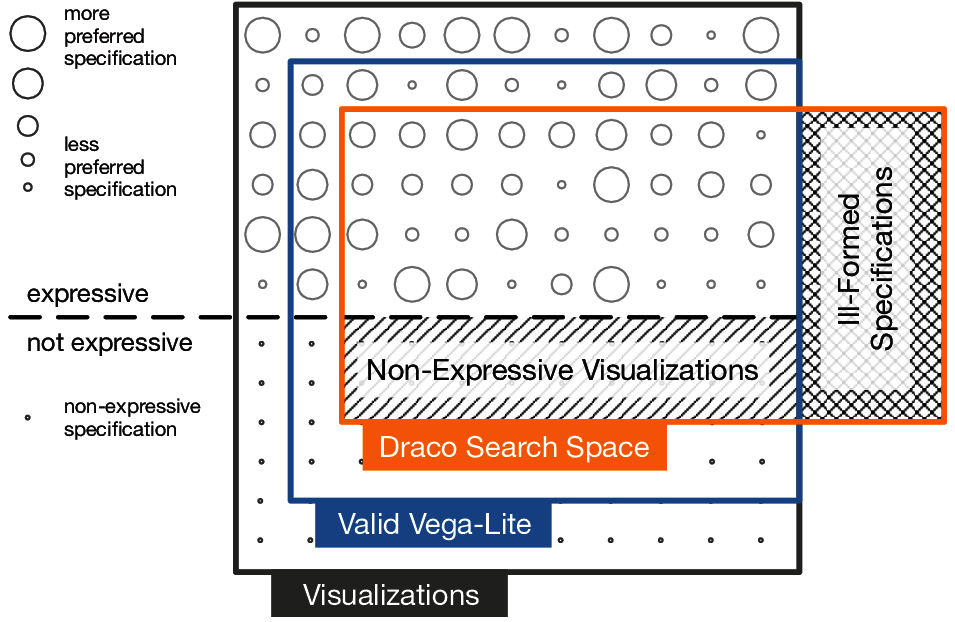 more
preferred
specification
less
preferred
specification
expressive
not expressive
non-expressive
specification
Ill-Formed
Specifications
Non-Expressive Visualizations
Draco Search Space
Valid Vega-Lite
Visualizations